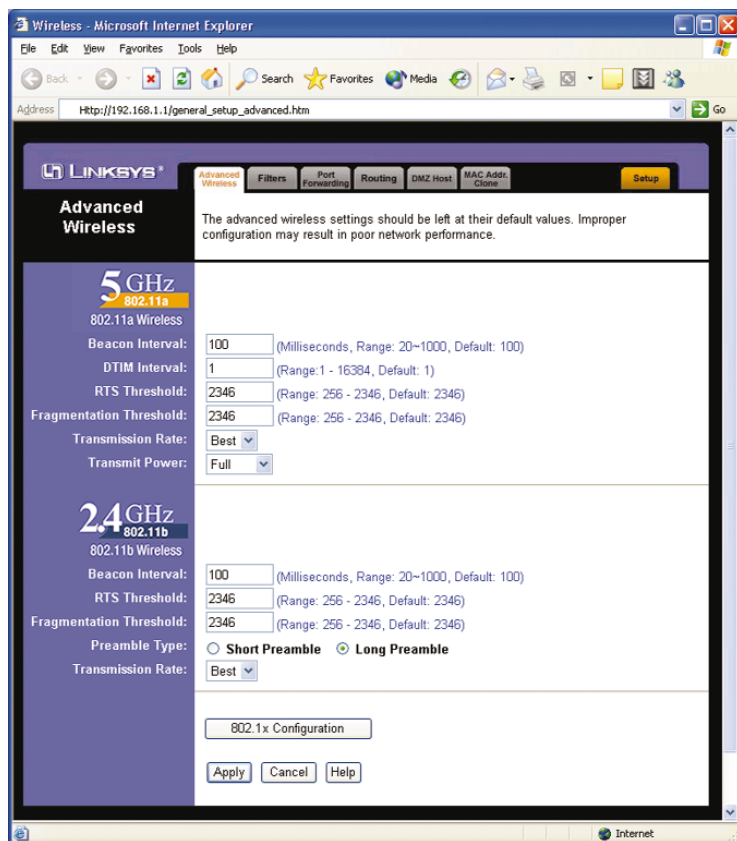 Wireless - Microsoft Internet Explorer
File Edit View Favorites Tools Help
Back Search Favorites Media
Address Http://192.168.1.1/general_setup_advanced.htm Go
LINKSYS®
Advanced Wireless Filters Port Forwarding Routing DMZ Host MAC Addr. Clone Setup
Advanced
Wireless
The advanced wireless settings should be left at their default values. Improper
configuration may result in poor network performance.
5 GHz
802.11a
802.11a Wireless
Beacon Interval: 100 (Milliseconds, Range: 20~1000, Default: 100)
DTIM Interval: 1 (Range:1 - 16384, Default: 1)
RTS Threshold: 2346 (Range: 256 - 2346, Default: 2346)
Fragmentation Threshold: 2346 (Range: 256 - 2346, Default: 2346)
Transmission Rate: Best
Transmit Power: Full
2.4 GHz
802.11b
802.11b Wireless
Beacon Interval: 100 (Milliseconds, Range: 20~1000, Default: 100)
RTS Threshold: 2346 (Range: 256 - 2346, Default: 2346)
Fragmentation Threshold: 2346 (Range: 256 - 2346, Default: 2346)
Preamble Type: Short Preamble Long Preamble
Transmission Rate: Best
802.1x Configuration
Apply Cancel Help
Internet